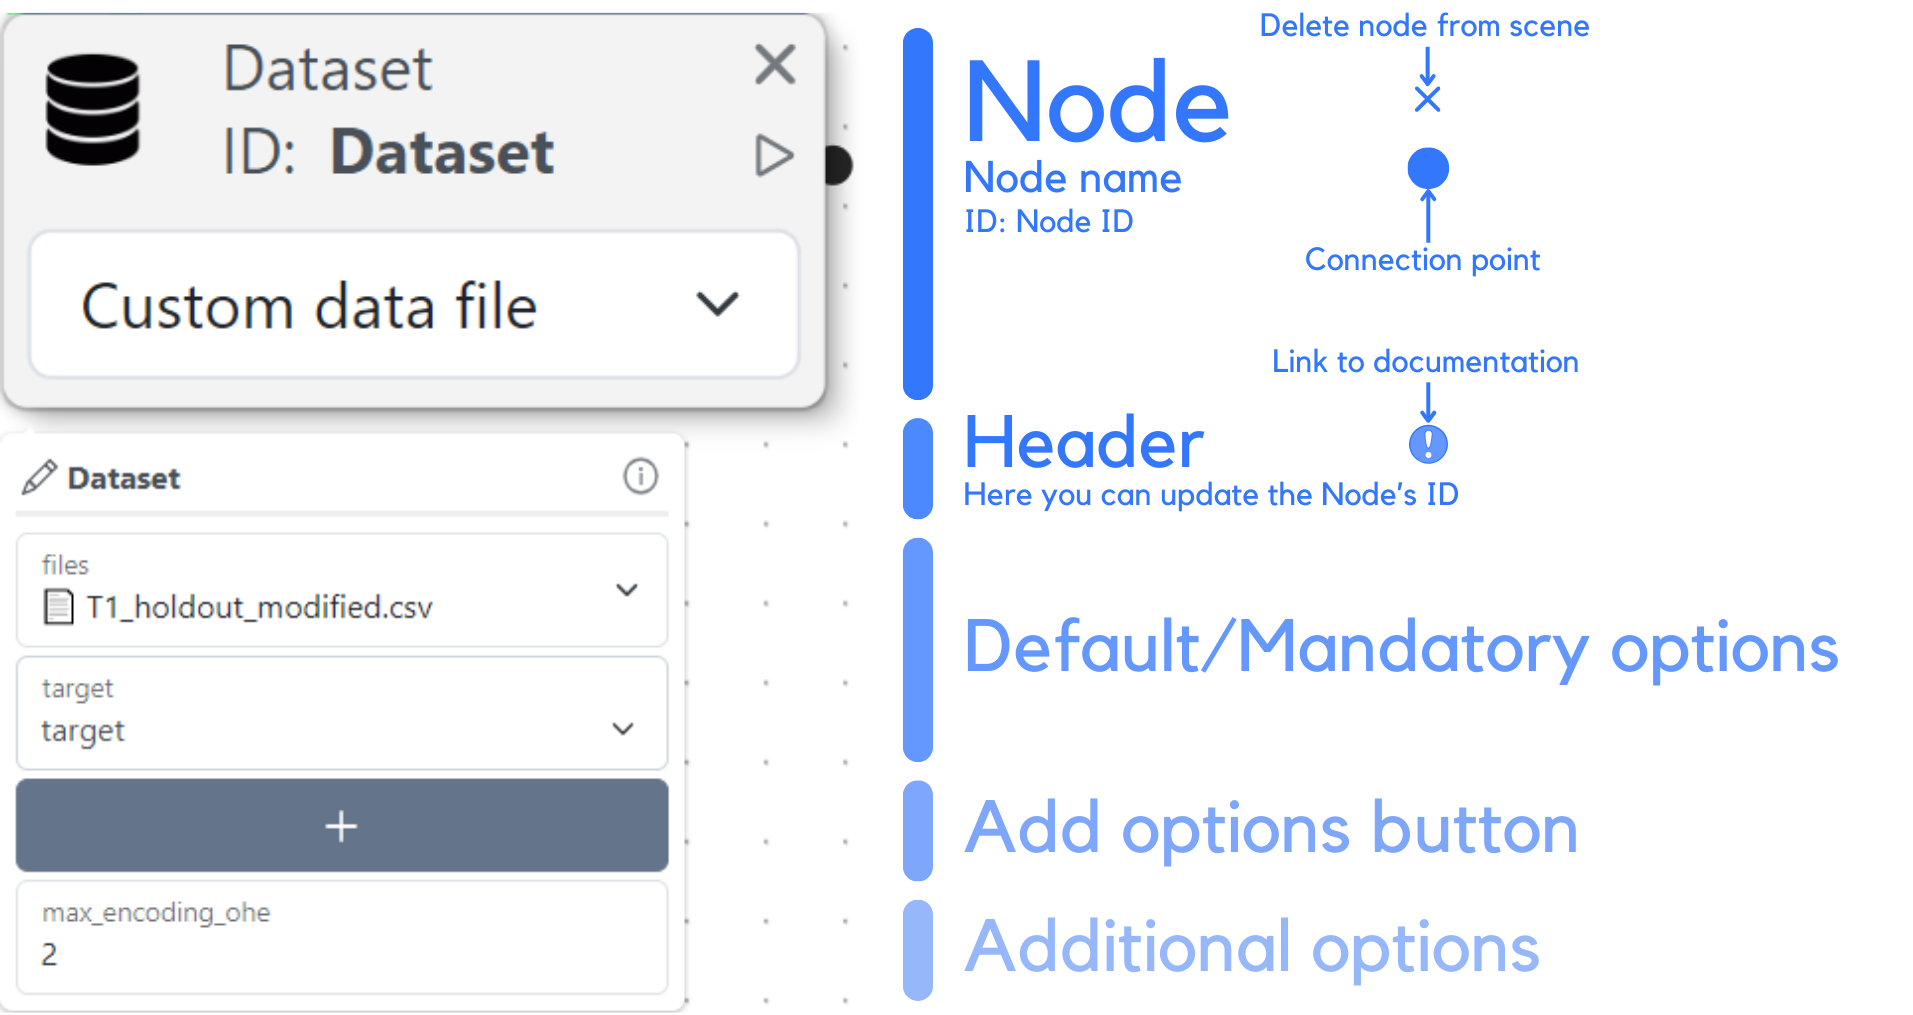 Dataset
ID: Dataset
Custom data file
Dataset
files
T1_holdout_modified.csv
target
target
+
max_encoding_ohe
2
Delete node from scene
Node
Node name
ID: Node ID
Connection point
Link to documentation
Header
Here you can update the Node's ID
Default/Mandatory options
Add options button
Additional options